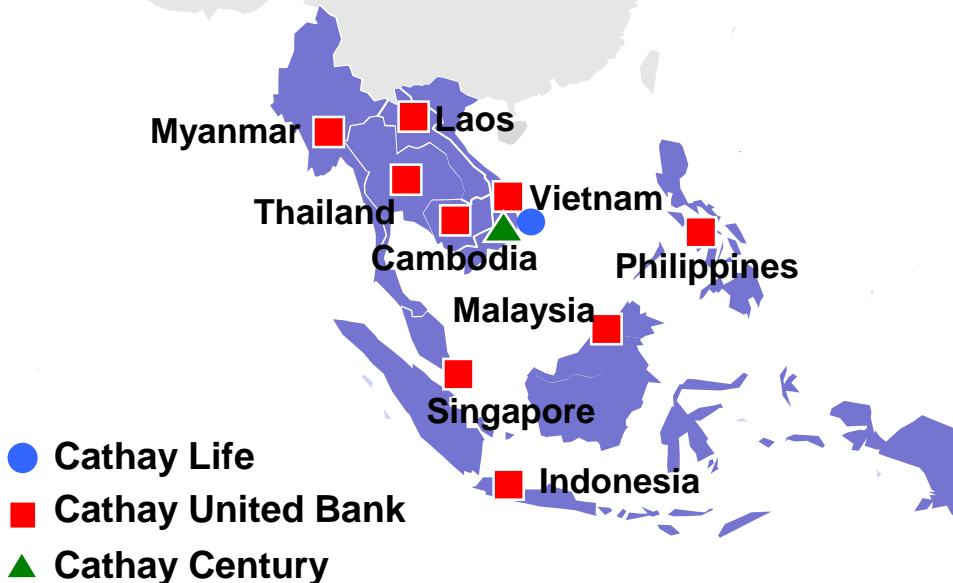 Laos
Myanmar
Vietnam
Thailand
Cambodia
Philippines
Malaysia
Singapore
Cathay Life
Indonesia
Cathay United Bank
Cathay Century